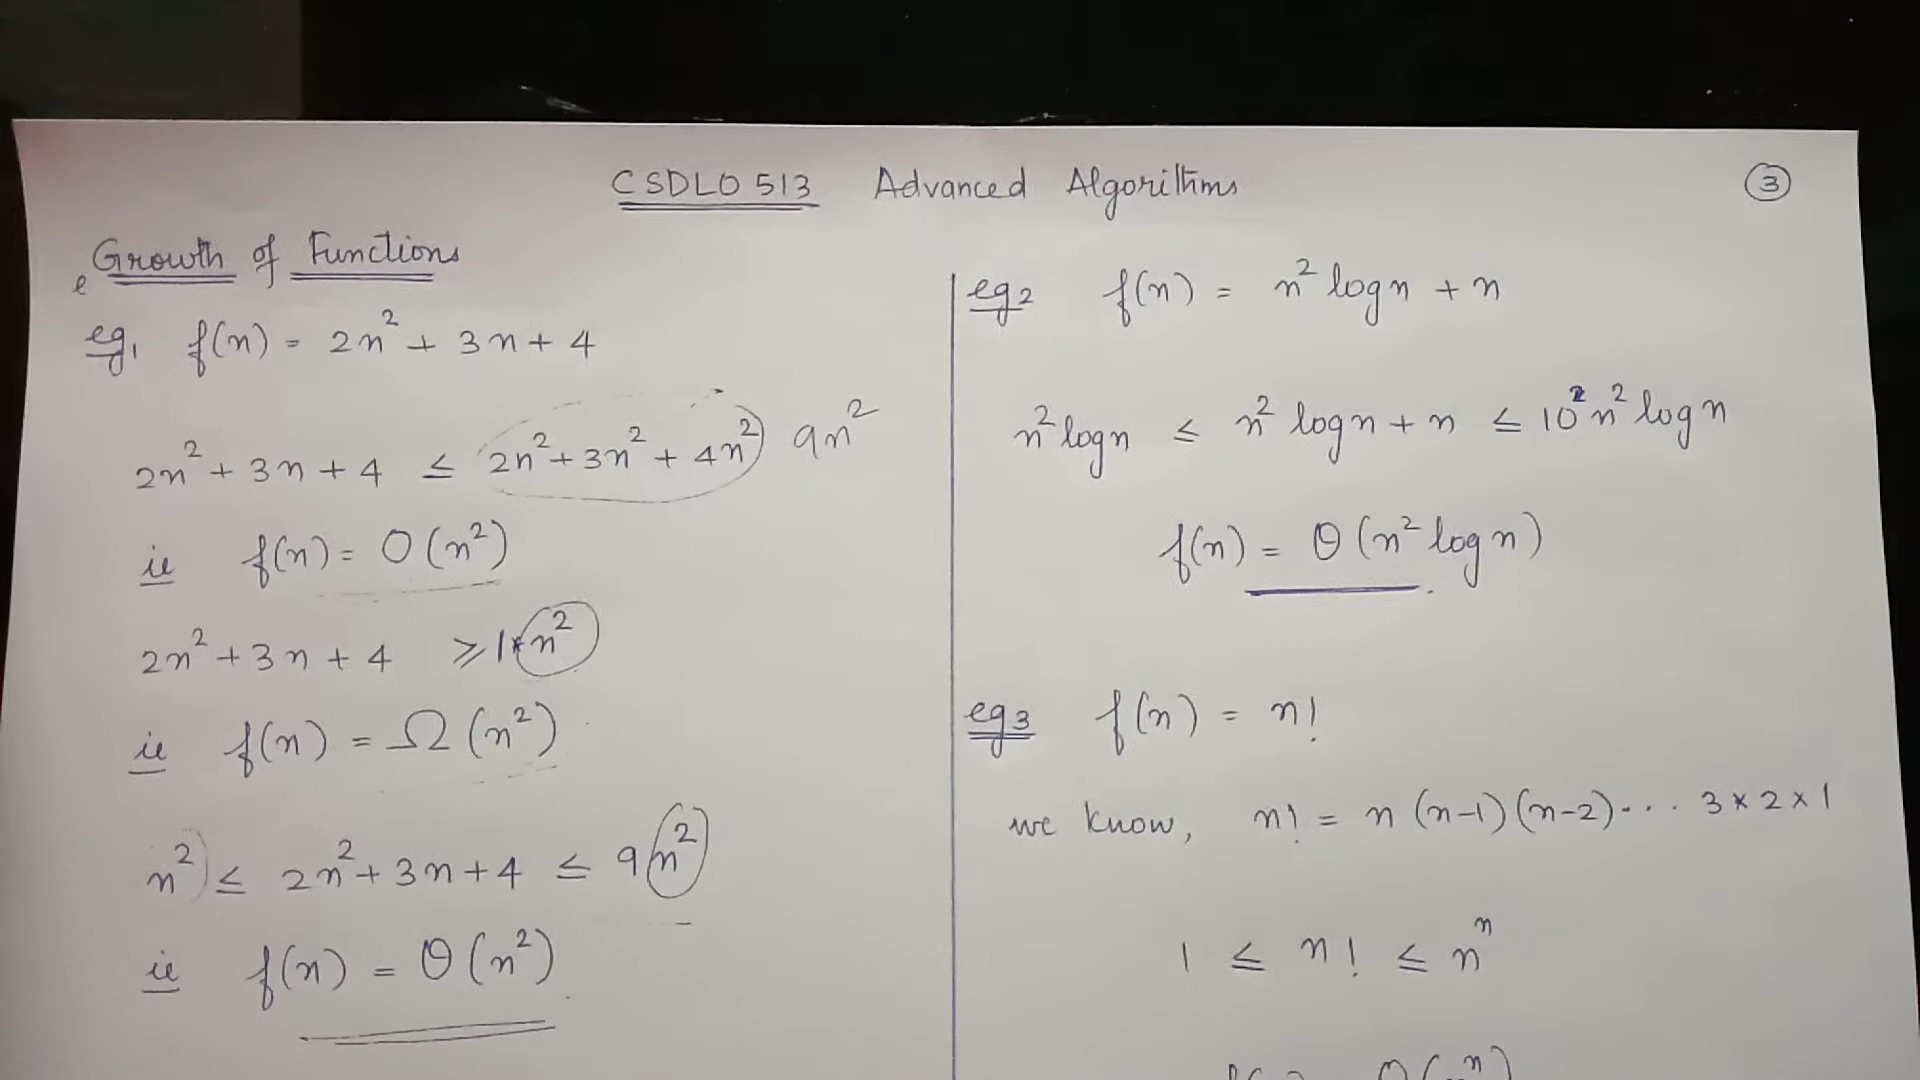 CSDLO 513 Advanced Algorithms
3
Growth of Functions
e
eg1 f(n) = 2n² + 3n + 4
2n² + 3n + 4 ≤ 2n² + 3n² + 4n² 9n²
ie f(n) = O(n²)
2n² + 3n + 4 ≥ 1*n²
ie f(n) = Ω(n²)
n² ≤ 2n² + 3n + 4 ≤ 9n²
ie f(n) = Θ(n²)
eg2 f(n) = n² log n + n
n² log n ≤ n² log n + n ≤ 10² n² log n
f(n) = Θ(n² log n)
eg3 f(n) = n!
we know, n! = n (n-1) (n-2) - . . . 3 × 2 × 1
1 ≤ n! ≤ nⁿ